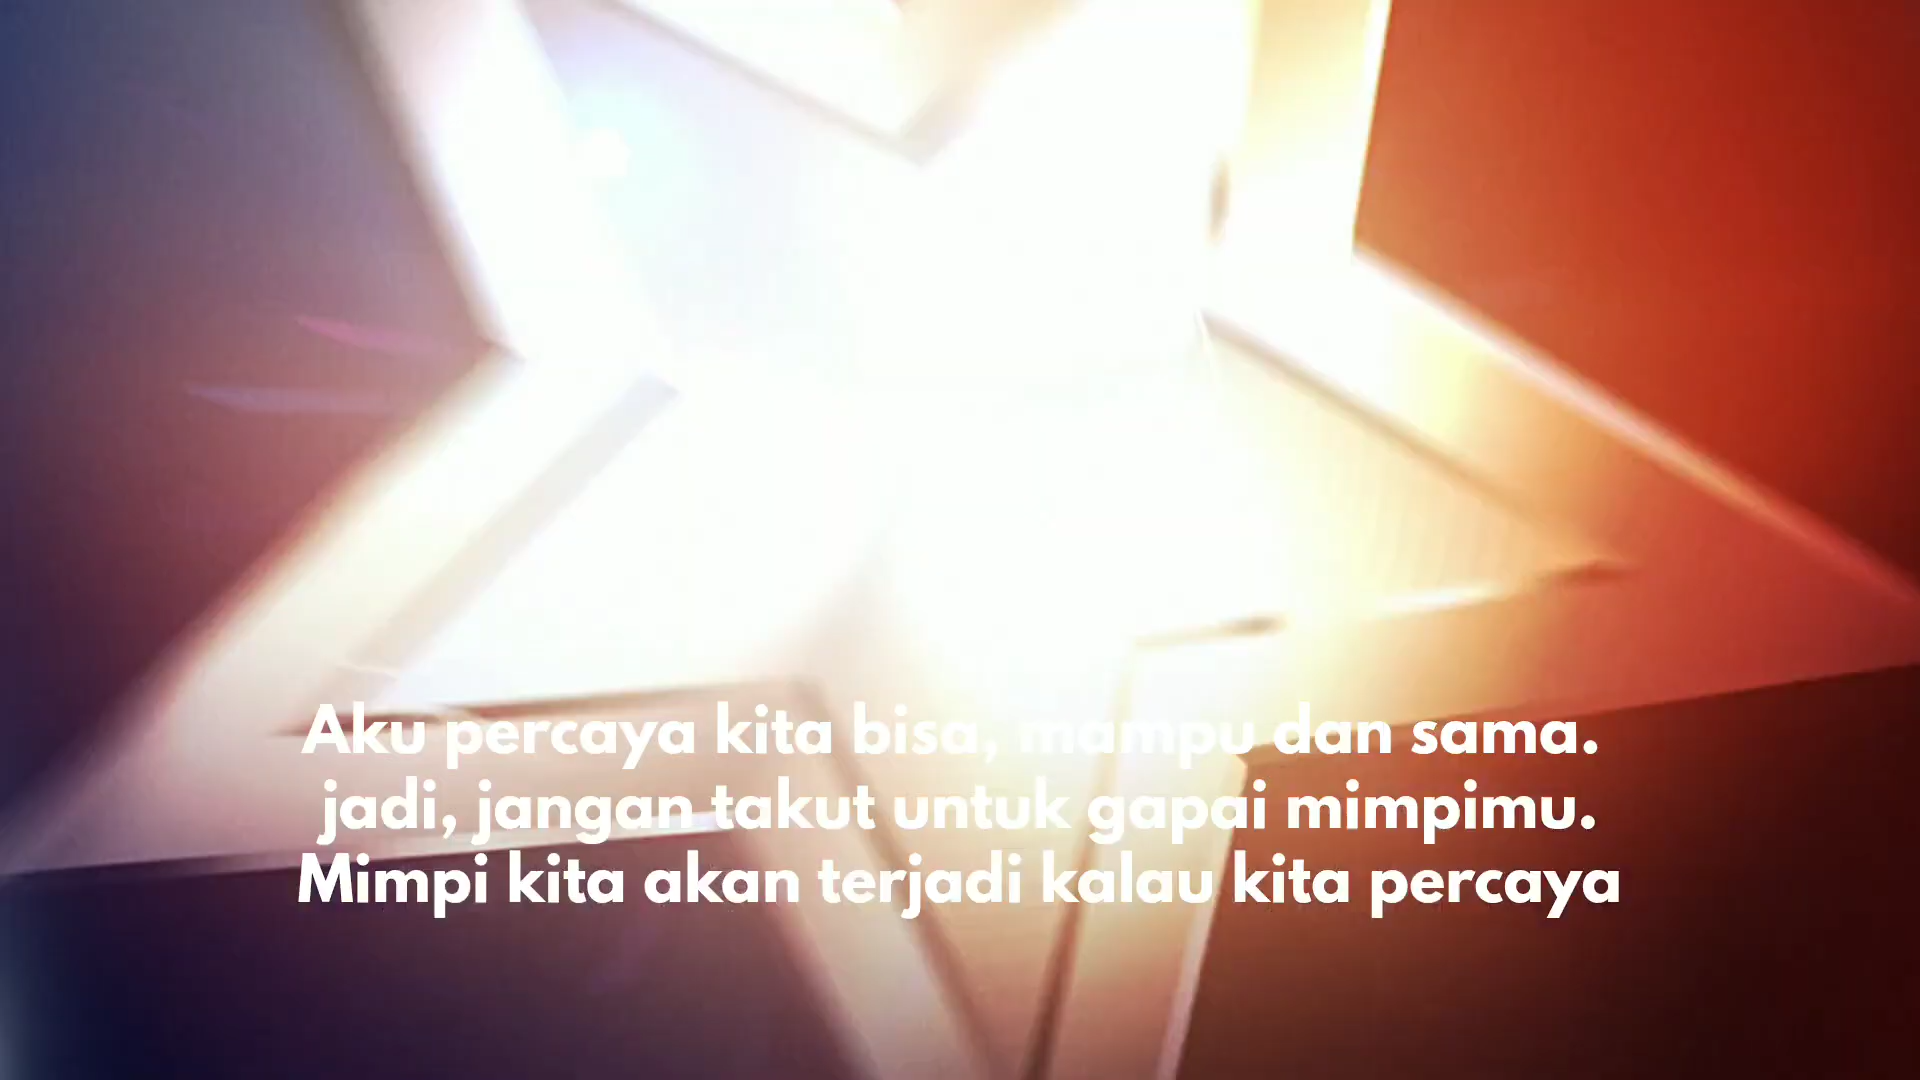 Aku percaya kita bisa, mampu dan sama.
jadi, jangan takut untuk gapai mimpimu.
Mimpi kita akan terjadi kalau kita percaya